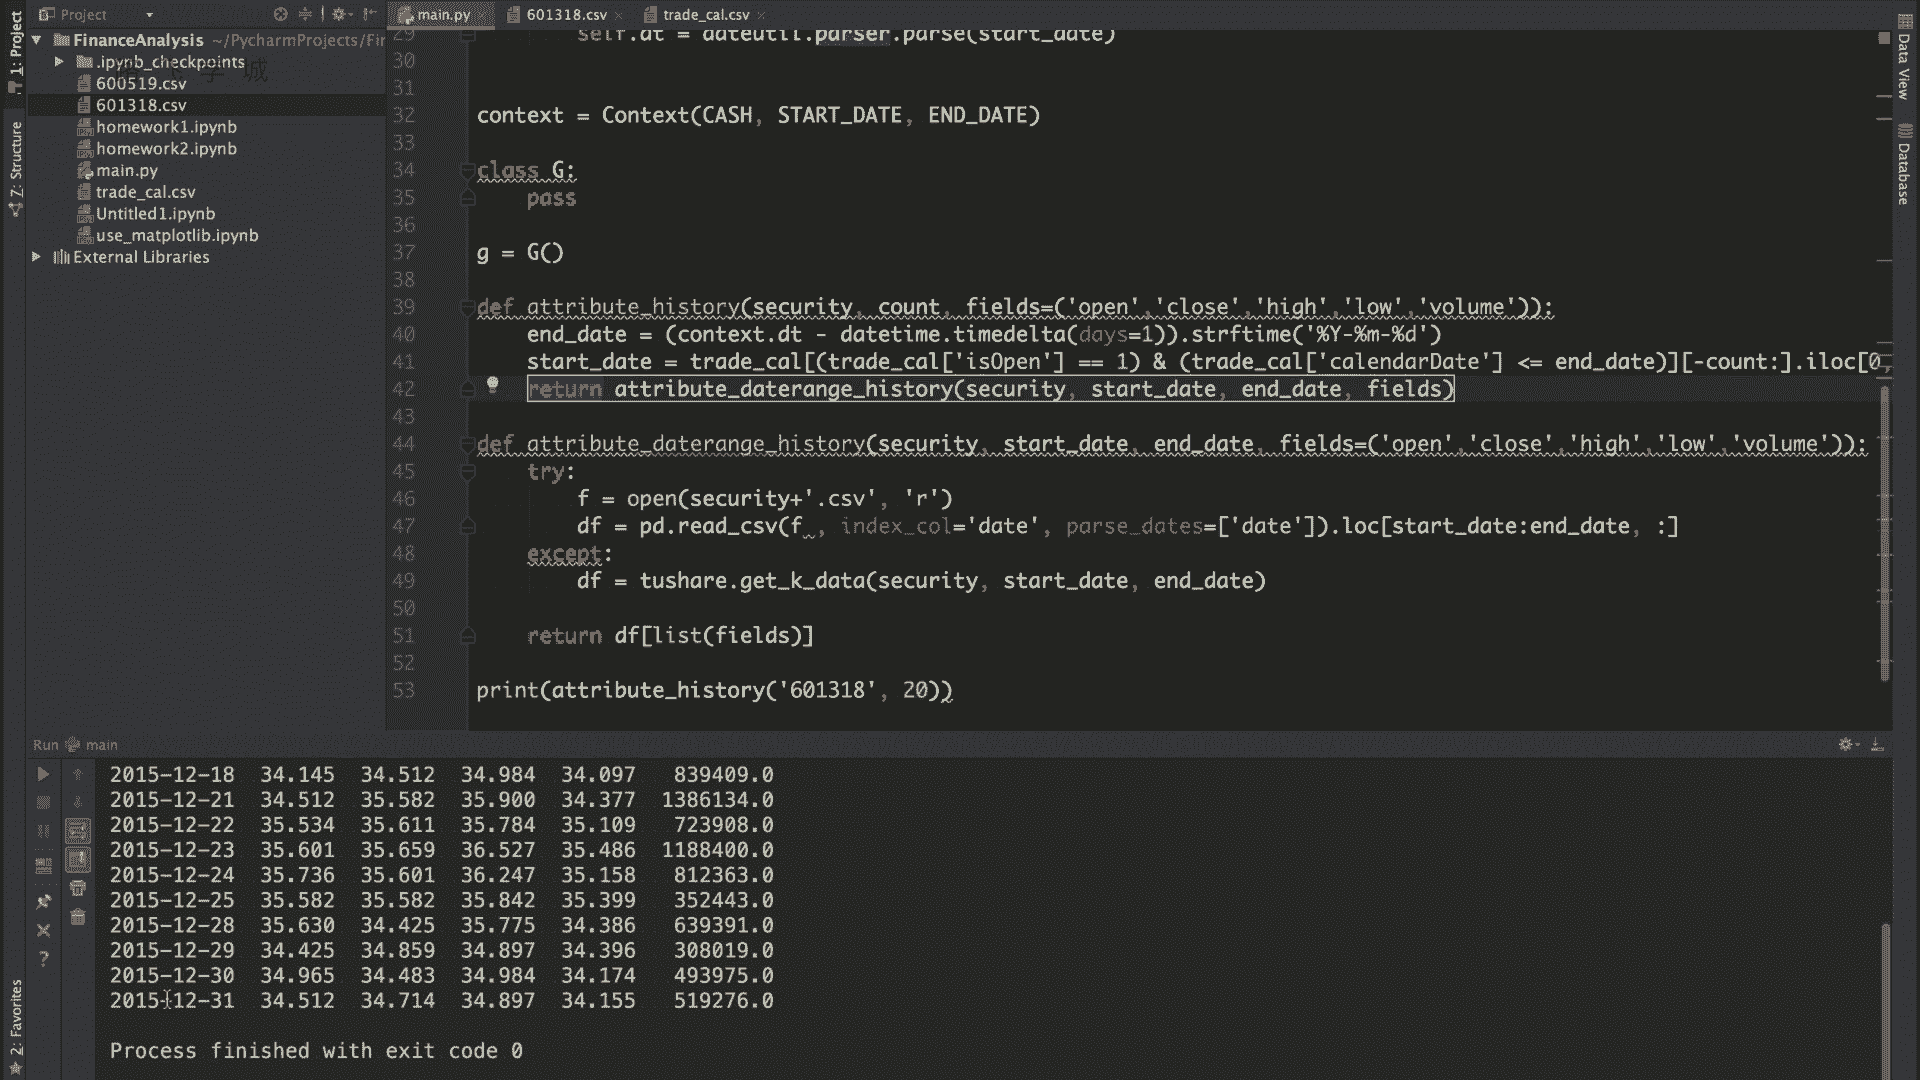 Project
main.py
601318.csv
trade_cal.csv
1: Project
Z: Structure
2: Favorites
Data View
Database
FinanceAnalysis ~/PycharmProjects/Fir
.ipynb_checkpoints
600519.csv
601318.csv
homework1.ipynb
homework2.ipynb
main.py
trade_cal.csv
Untitled1.ipynb
use_matplotlib.ipynb
External Libraries
29 self.dt = dateutil.parser.parse(start_date)
30
31
32 context = Context(CASH, START_DATE, END_DATE)
33
34 class G:
35 pass
36
37 g = G()
38
39 def attribute_history(security, count, fields=('open','close','high','low','volume')):
40 end_date = (context.dt - datetime.timedelta(days=1)).strftime('%Y-%m-%d')
41 start_date = trade_cal[(trade_cal['isOpen'] == 1) & (trade_cal['calendarDate'] <= end_date)][-count:].iloc[0,
42 return attribute_daterange_history(security, start_date, end_date, fields)
43
44 def attribute_daterange_history(security, start_date, end_date, fields=('open','close','high','low','volume')):
45 try:
46 f = open(security+'.csv', 'r')
47 df = pd.read_csv(f , index_col='date', parse_dates=['date']).loc[start_date:end_date, :]
48 except:
49 df = tushare.get_k_data(security, start_date, end_date)
50
51 return df[list(fields)]
52
53 print(attribute_history('601318', 20))
Run main
2015-12-18 34.145 34.512 34.984 34.097 839409.0
2015-12-21 34.512 35.582 35.900 34.377 1386134.0
2015-12-22 35.534 35.611 35.784 35.109 723908.0
2015-12-23 35.601 35.659 36.527 35.486 1188400.0
2015-12-24 35.736 35.601 36.247 35.158 812363.0
2015-12-25 35.582 35.582 35.842 35.399 352443.0
2015-12-28 35.630 34.425 35.775 34.386 639391.0
2015-12-29 34.425 34.859 34.897 34.396 308019.0
2015-12-30 34.965 34.483 34.984 34.174 493975.0
2015-12-31 34.512 34.714 34.897 34.155 519276.0
Process finished with exit code 0